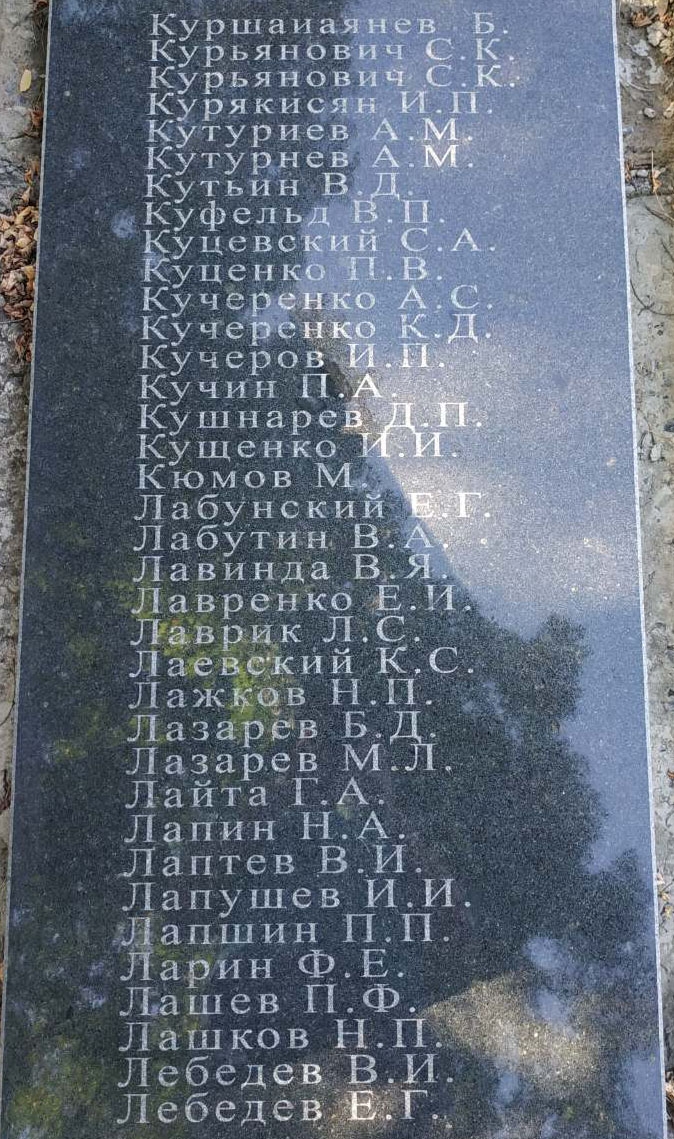 Куршаиаянев Б.
Курьянович С.К.
Курьянович С.К.
Курякисян И.П.
Кутуриев А.М.
Кутурнев А.М.
Кутьин В.Д.
Куфельд В.П.
Куцевский С.А.
Куценко П.В.
Кучеренко А.С.
Кучеренко К.Д.
Кучеров И.П.
Кучин П.А.
Кушнарев Д.П.
Кущенко И.И.
Кюмов М.
Лабунский Е.Г.
Лабутин В.А.
Лавинда В.Я.
Лавренко Е.И.
Лаврик Л.С.
Лаевский К.С.
Лажков Н.П.
Лазарев Б.Д.
Лазарев М.Л.
Лайта Г.А.
Лапин Н.А.
Лаптев В.И.
Лапушев И.И.
Лапшин П.П.
Ларин Ф.Е.
Лашев П.Ф.
Лашков Н.П.
Лебедев В.И.
Лебедев Е.Г.